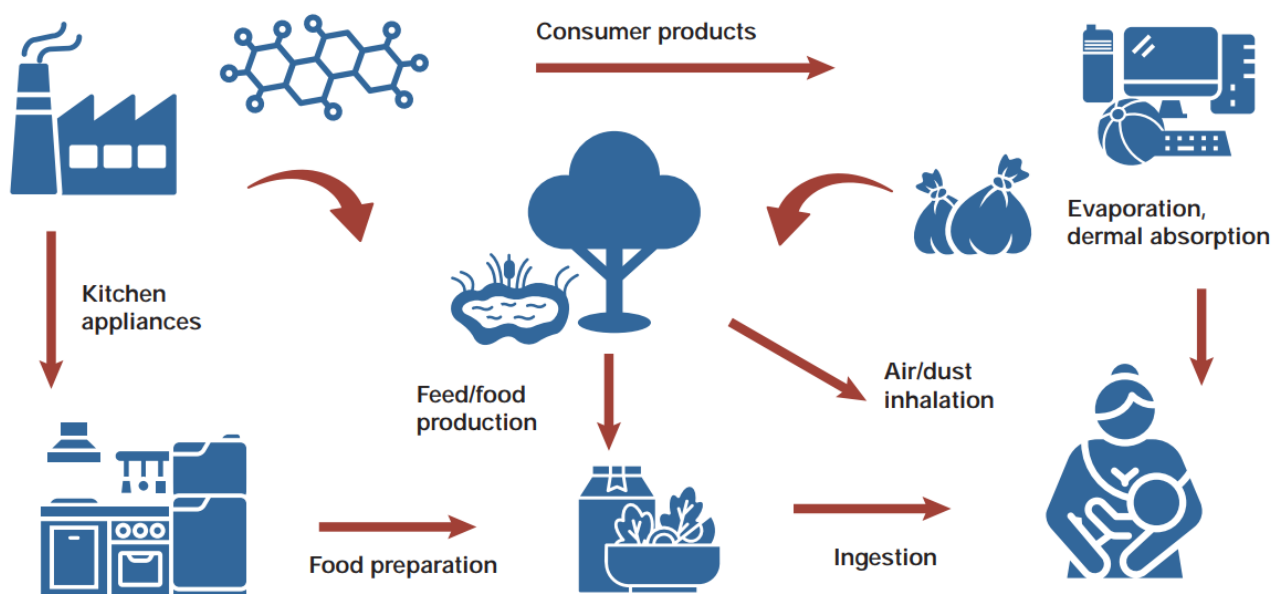 Consumer products
Evaporation,
dermal absorption
Kitchen
appliances
Feed/food
production
Air/dust
inhalation
Food preparation
Ingestion